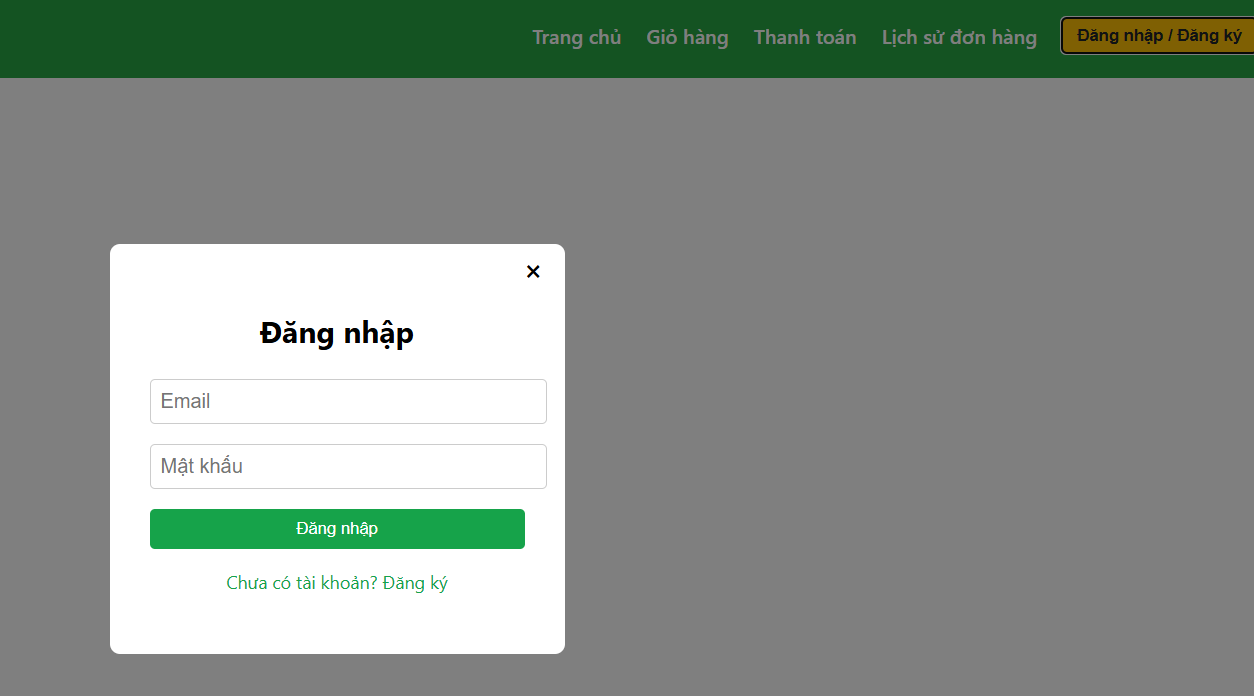 Trang chủ Giỏ hàng Thanh toán Lịch sử đơn hàng Đăng nhập / Đăng ký
×
Đăng nhập
Email
Mật khẩu
Đăng nhập
Chưa có tài khoản? Đăng ký